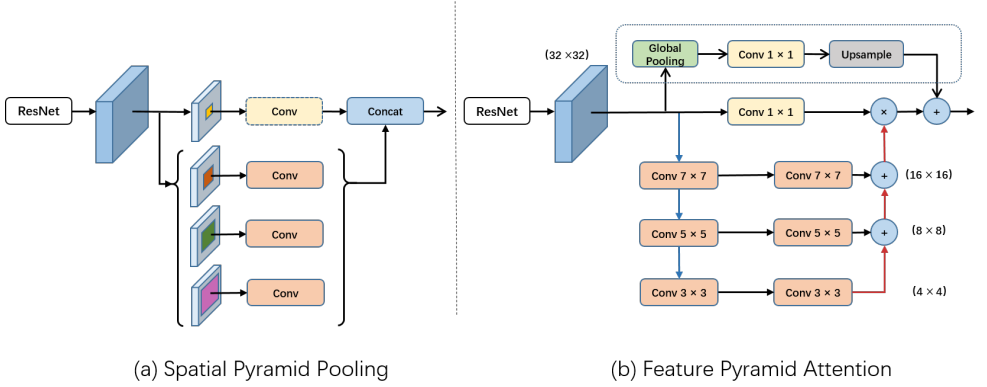 ResNet
Conv
Concat
Conv
Conv
Conv
(a) Spatial Pyramid Pooling
(32 ×32)
Global
Pooling
Conv 1 × 1
Upsample
ResNet
Conv 1 × 1
×
+
Conv 7 × 7
Conv 7 × 7
+
(16 × 16)
Conv 5 × 5
Conv 5 × 5
+
(8 × 8)
Conv 3 × 3
Conv 3 × 3
(4 × 4)
(b) Feature Pyramid Attention